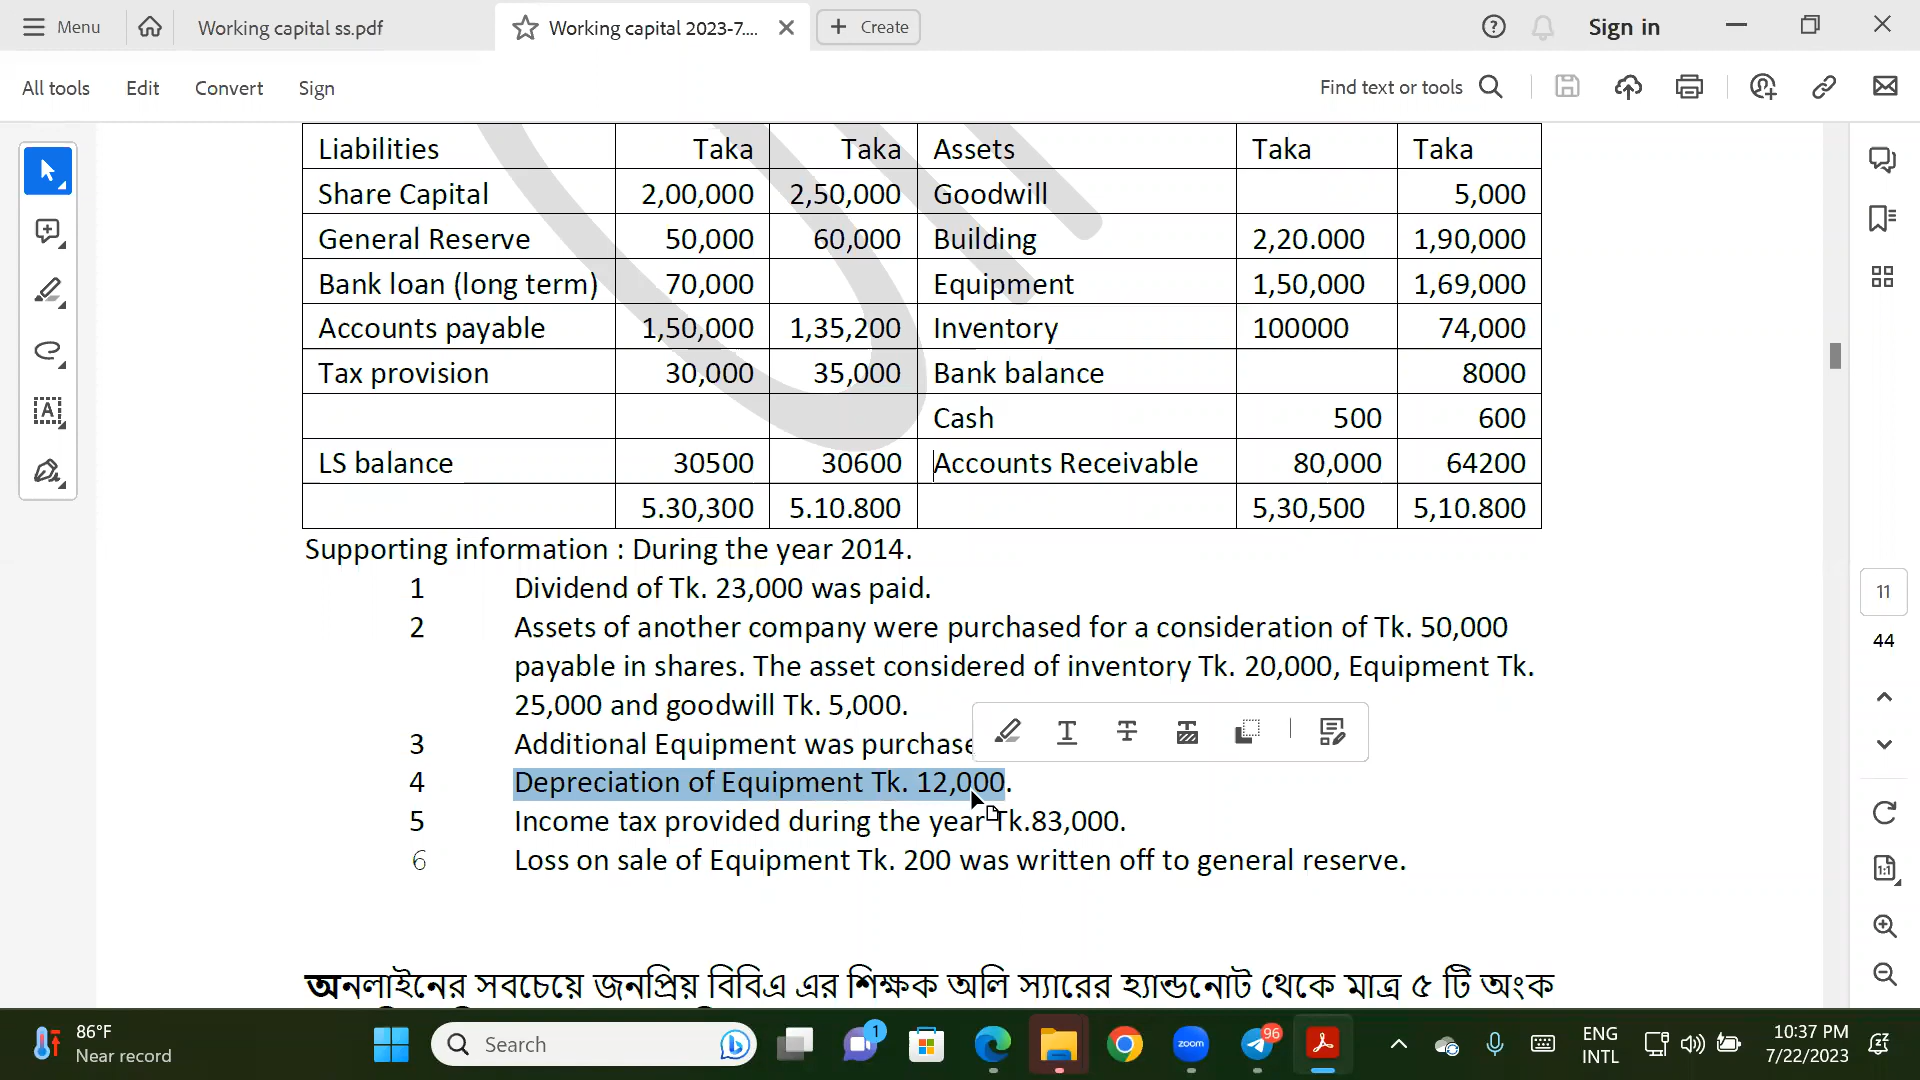 Menu
Working capital ss.pdf
Working capital 2023-7....
Create
Sign in
All tools
Edit
Convert
Sign
Find text or tools
Liabilities Taka Taka Assets Taka Taka
Share Capital 2,00,000 2,50,000 Goodwill 5,000
General Reserve 50,000 60,000 Building 2,20.000 1,90,000
Bank loan (long term) 70,000 Equipment 1,50,000 1,69,000
Accounts payable 1,50,000 1,35,200 Inventory 100000 74,000
Tax provision 30,000 35,000 Bank balance 8000
Cash 500 600
LS balance 30500 30600 Accounts Receivable 80,000 64200
5.30,300 5.10.800 5,30,500 5,10.800
Supporting information : During the year 2014.
1 Dividend of Tk. 23,000 was paid.
2 Assets of another company were purchased for a consideration of Tk. 50,000
payable in shares. The asset considered of inventory Tk. 20,000, Equipment Tk.
25,000 and goodwill Tk. 5,000.
3 Additional Equipment was purchase
4 Depreciation of Equipment Tk. 12,000.
5 Income tax provided during the year Tk.83,000.
6 Loss on sale of Equipment Tk. 200 was written off to general reserve.
অনলাইনের সবচেয়ে জনপ্রিয় বিবিএ এর শিক্ষক অলি স্যারের হ্যান্ডনোট থেকে মাত্র ৫ টি অংক
11
44
1:1
86°F
Near record
Search
1
zoom
96
ENG
INTL
10:37 PM
7/22/2023